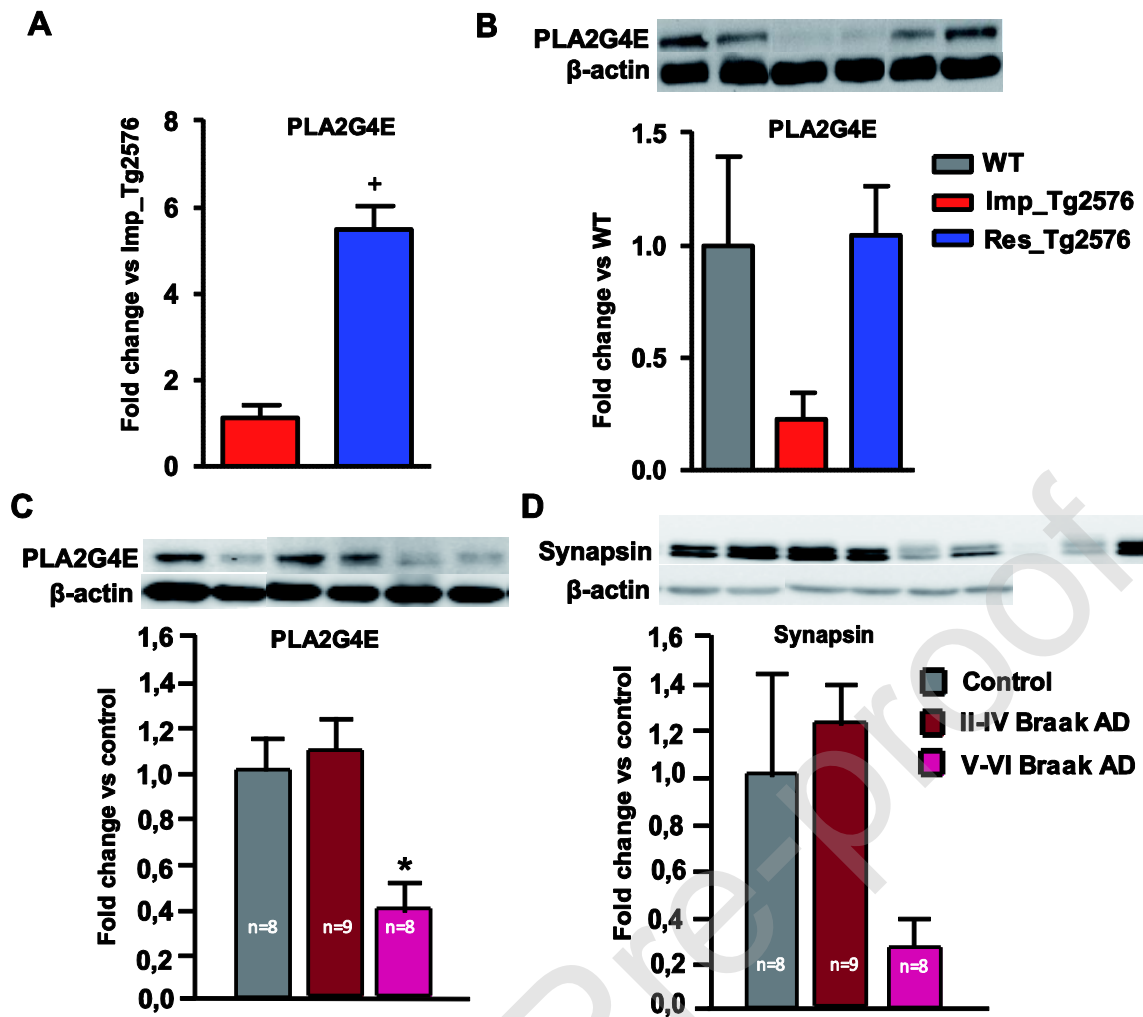 A
PLA2G4E
Fold change vs Imp_Tg2576
8
6
4
2
0
+
B
PLA2G4E
β-actin
PLA2G4E
Fold change vs WT
1.5
1.0
0.5
0.0
WT
Imp_Tg2576
Res_Tg2576
C
PLA2G4E
β-actin
PLA2G4E
Fold change vs control
1,6
1,4
1,2
1,0
0,8
0,6
0,4
0,2
0,0
*
n=8
n=9
n=8
D
Synapsin
β-actin
Synapsin
Fold change vs control
1,6
1,4
1,2
1,0
0,8
0,6
0,4
0,2
0,0
n=8
n=9
n=8
Control
II-IV Braak AD
V-VI Braak AD
Pre-proof